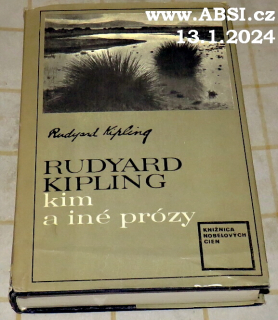 www.ABSI.cz
13.1.2024
Rudyard Kipling
RUDYARD
KIPLING
kim
a iné prózy
KNIŽNICA
NOBELOVÝCH
CIEN